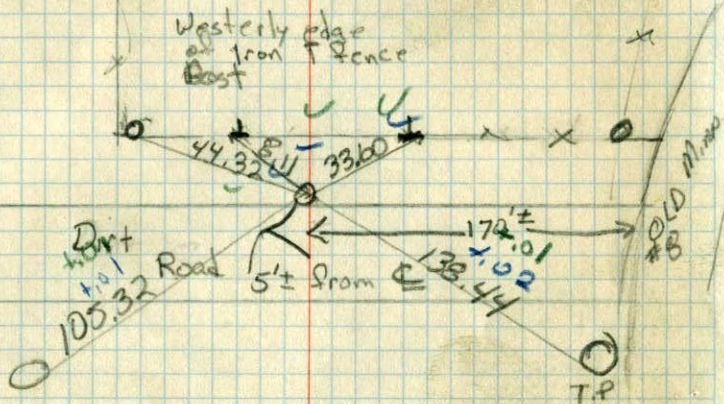 Westerly edge
of Iron T fence
Post
44.32
33.60
Dirt
Road
+.01
+.01
105.32
5'± from ℄
138.44
+.01
+.02
OLD
#8
T.P